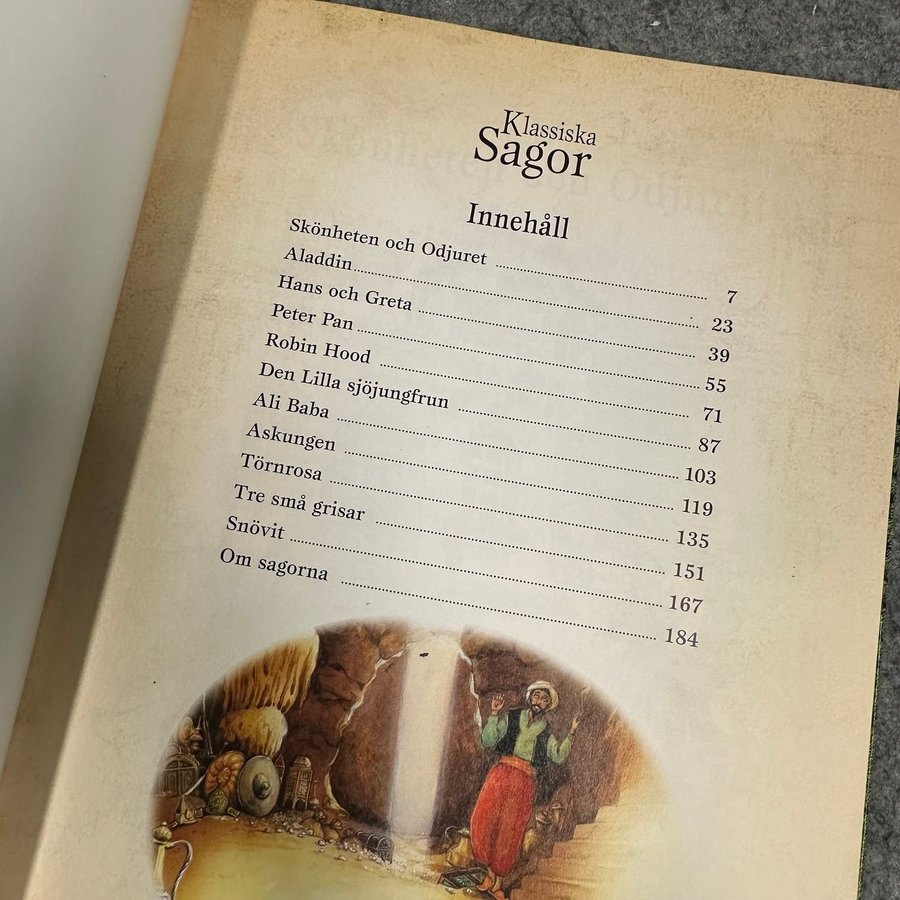 Klassiska
Sagor
Innehåll
Skönheten och Odjuret ........ 7
Aladdin ........ 23
Hans och Greta ........ 39
Peter Pan ........ 55
Robin Hood ........ 71
Den Lilla sjöjungfrun ........ 87
Ali Baba ........ 103
Askungen ........ 119
Törnrosa ........ 135
Tre små grisar ........ 151
Snövit ........ 167
Om sagorna ........ 184